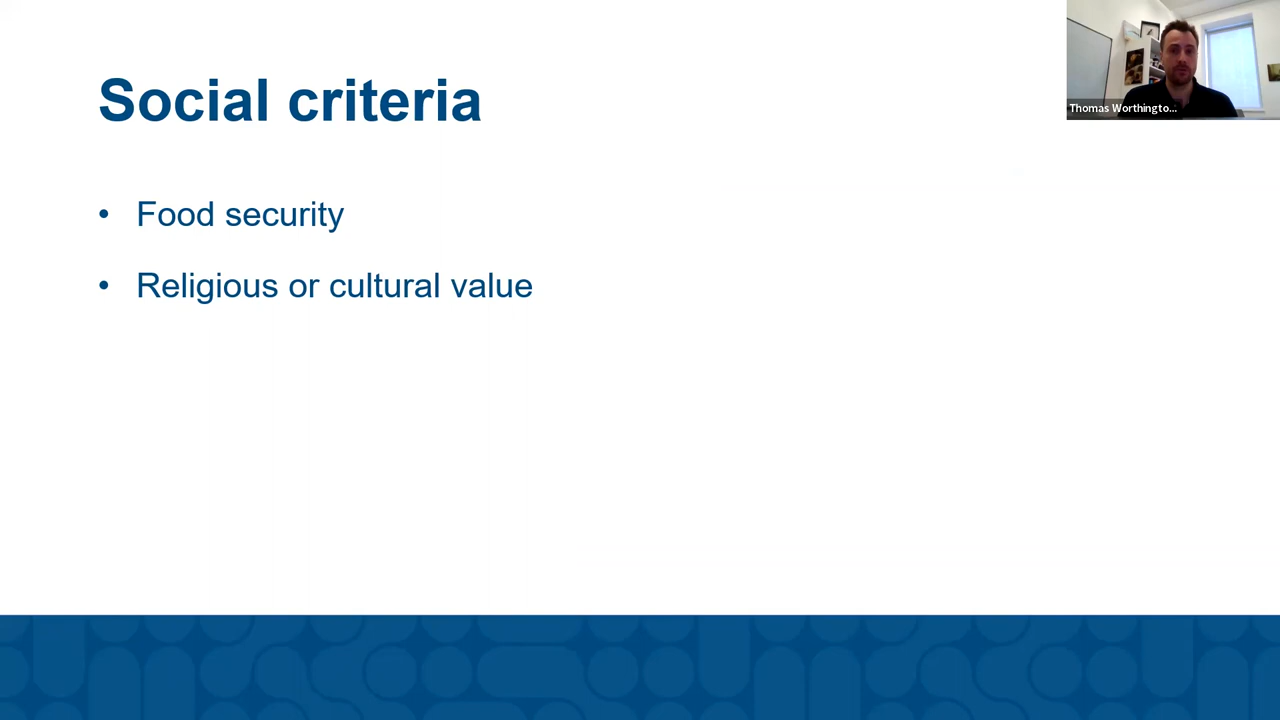 Social criteria
Thomas Worthingto...
• Food security
• Religious or cultural value